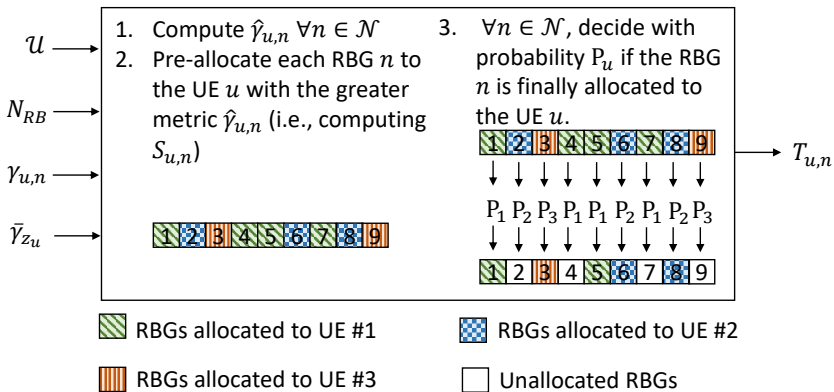 𝒰
N_{RB}
γ_{u,n}
γ̄_{z_u}
1. Compute γ̂_{u,n} ∀n ∈ 𝒩
2. Pre-allocate each RBG n to
the UE u with the greater
metric γ̂_{u,n} (i.e., computing
S_{u,n})
1 2 3 4 5 6 7 8 9
3. ∀n ∈ 𝒩, decide with
probability P_u if the RBG
n is finally allocated to
the UE u.
1 2 3 4 5 6 7 8 9
P_1 P_2 P_3 P_1 P_1 P_2 P_1 P_2 P_3
1 2 3 4 5 6 7 8 9
T_{u,n}
RBGs allocated to UE #1
RBGs allocated to UE #2
RBGs allocated to UE #3
Unallocated RBGs